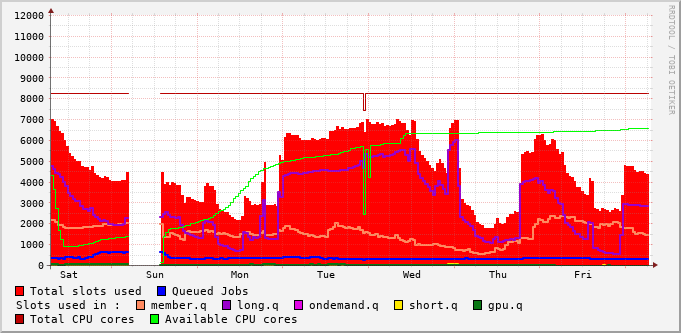 12000
11000
10000
9000
8000
7000
6000
5000
4000
3000
2000
1000
0
Sat Sun Mon Tue Wed Thu Fri
Total slots used Queued Jobs
Slots used in : member.q long.q ondemand.q short.q gpu.q
Total CPU cores Available CPU cores
RRDTOOL / TOBI OETIKER